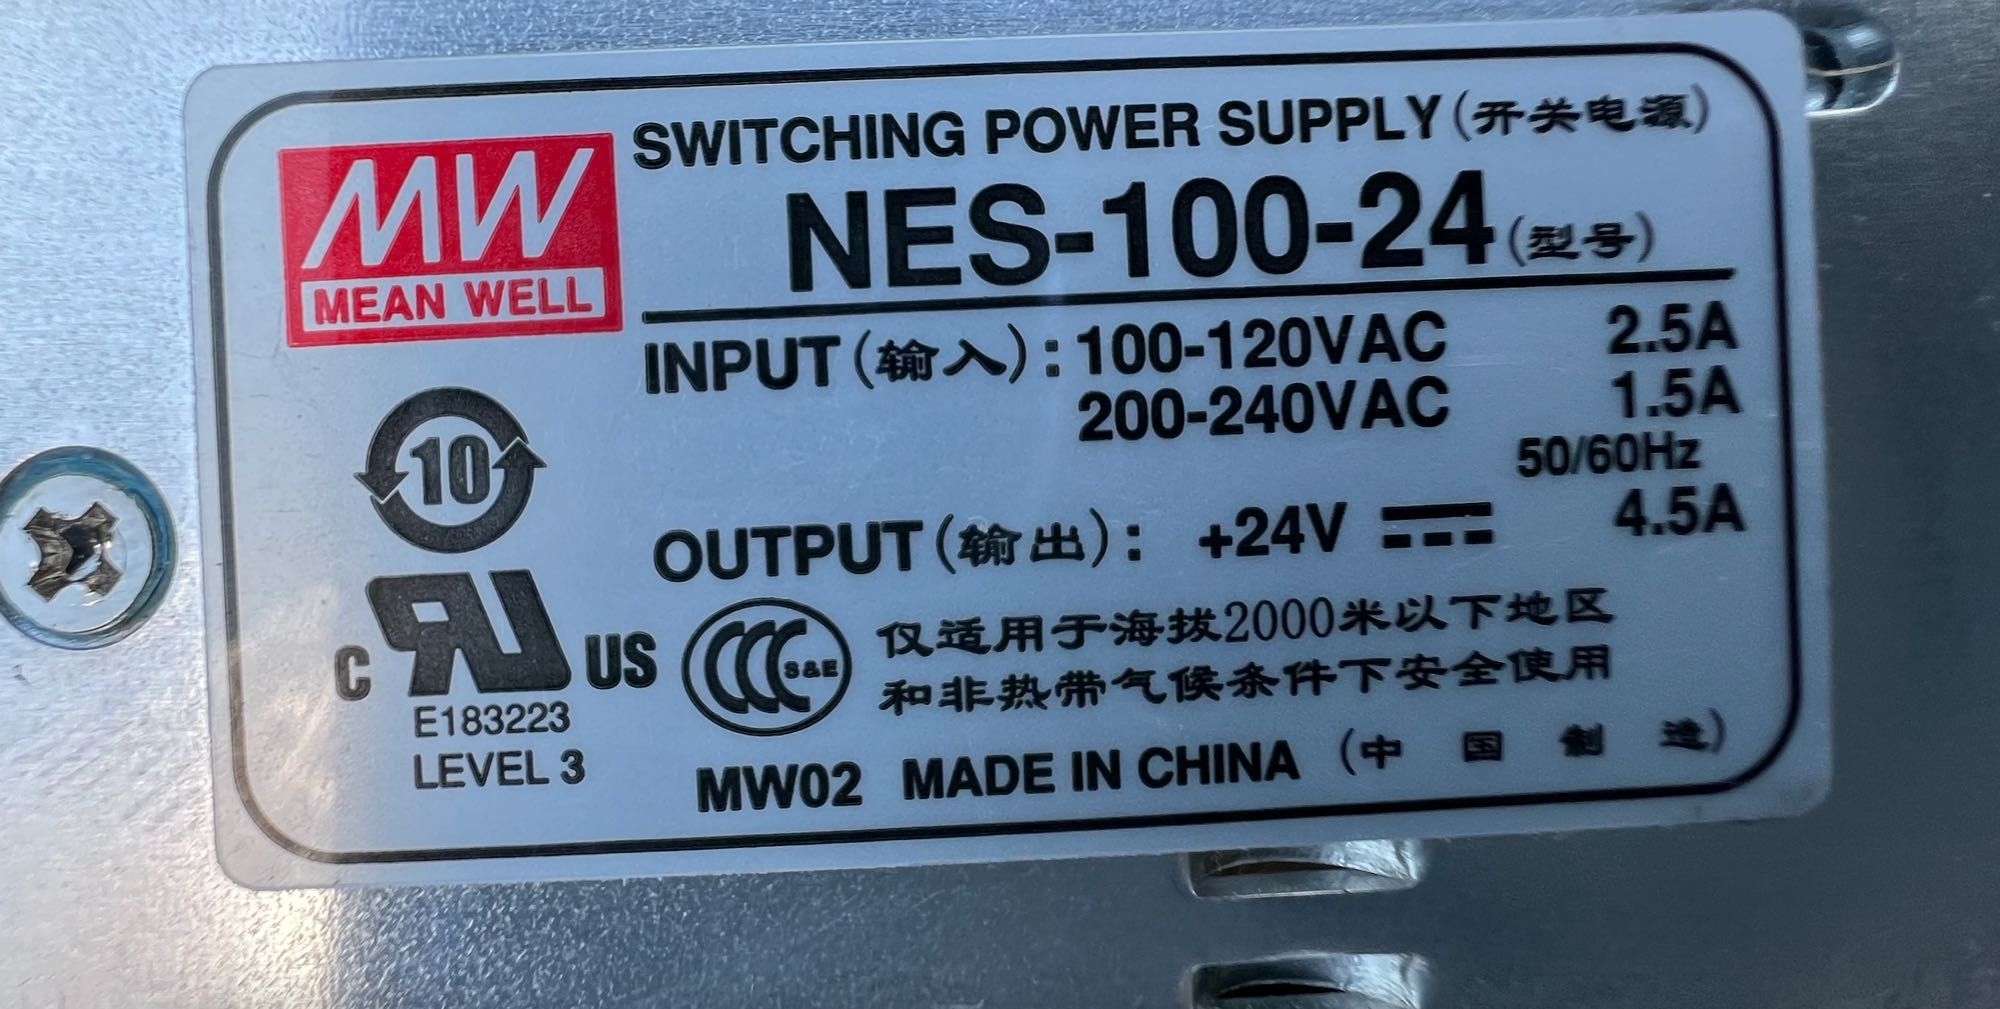 SWITCHING POWER SUPPLY (开关电源)
MW
MEAN WELL
NES-100-24 (型号)
INPUT (输入): 100-120VAC 2.5A
200-240VAC 1.5A
50/60Hz
OUTPUT (输出): +24V 4.5A
10
C RU US
E183223
LEVEL 3
CCC S&E
仅适用于海拔2000米以下地区
和非热带气候条件下安全使用
MW02 MADE IN CHINA (中国制造)